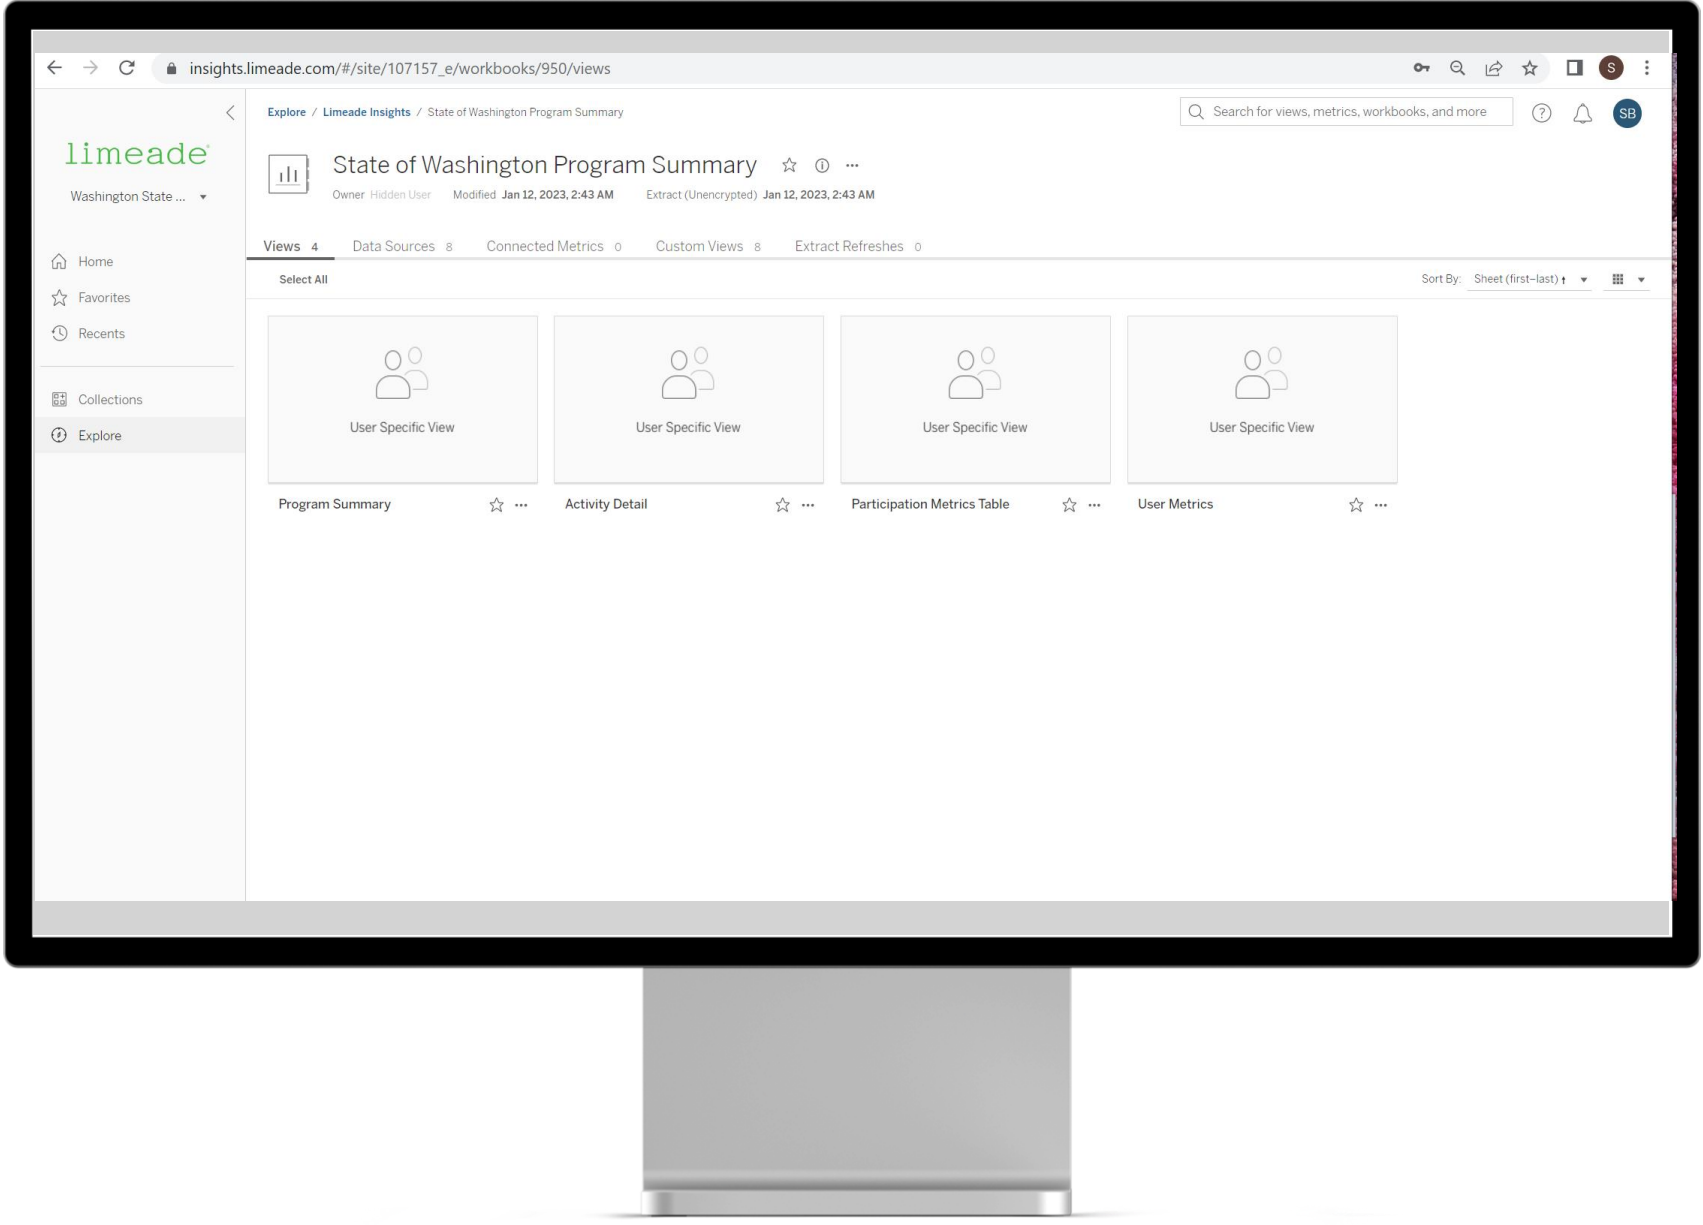 insights.limeade.com/#/site/107157_e/workbooks/950/views
S
Explore / Limeade Insights / State of Washington Program Summary
Search for views, metrics, workbooks, and more
?
SB
limeade
Washington State ...
State of Washington Program Summary
Owner Hidden User Modified Jan 12, 2023, 2:43 AM Extract (Unencrypted) Jan 12, 2023, 2:43 AM
Home
Favorites
Recents
Collections
Explore
Views 4 Data Sources 8 Connected Metrics 0 Custom Views 8 Extract Refreshes 0
Select All
Sort By: Sheet (first–last)
User Specific View
User Specific View
User Specific View
User Specific View
Program Summary
Activity Detail
Participation Metrics Table
User Metrics